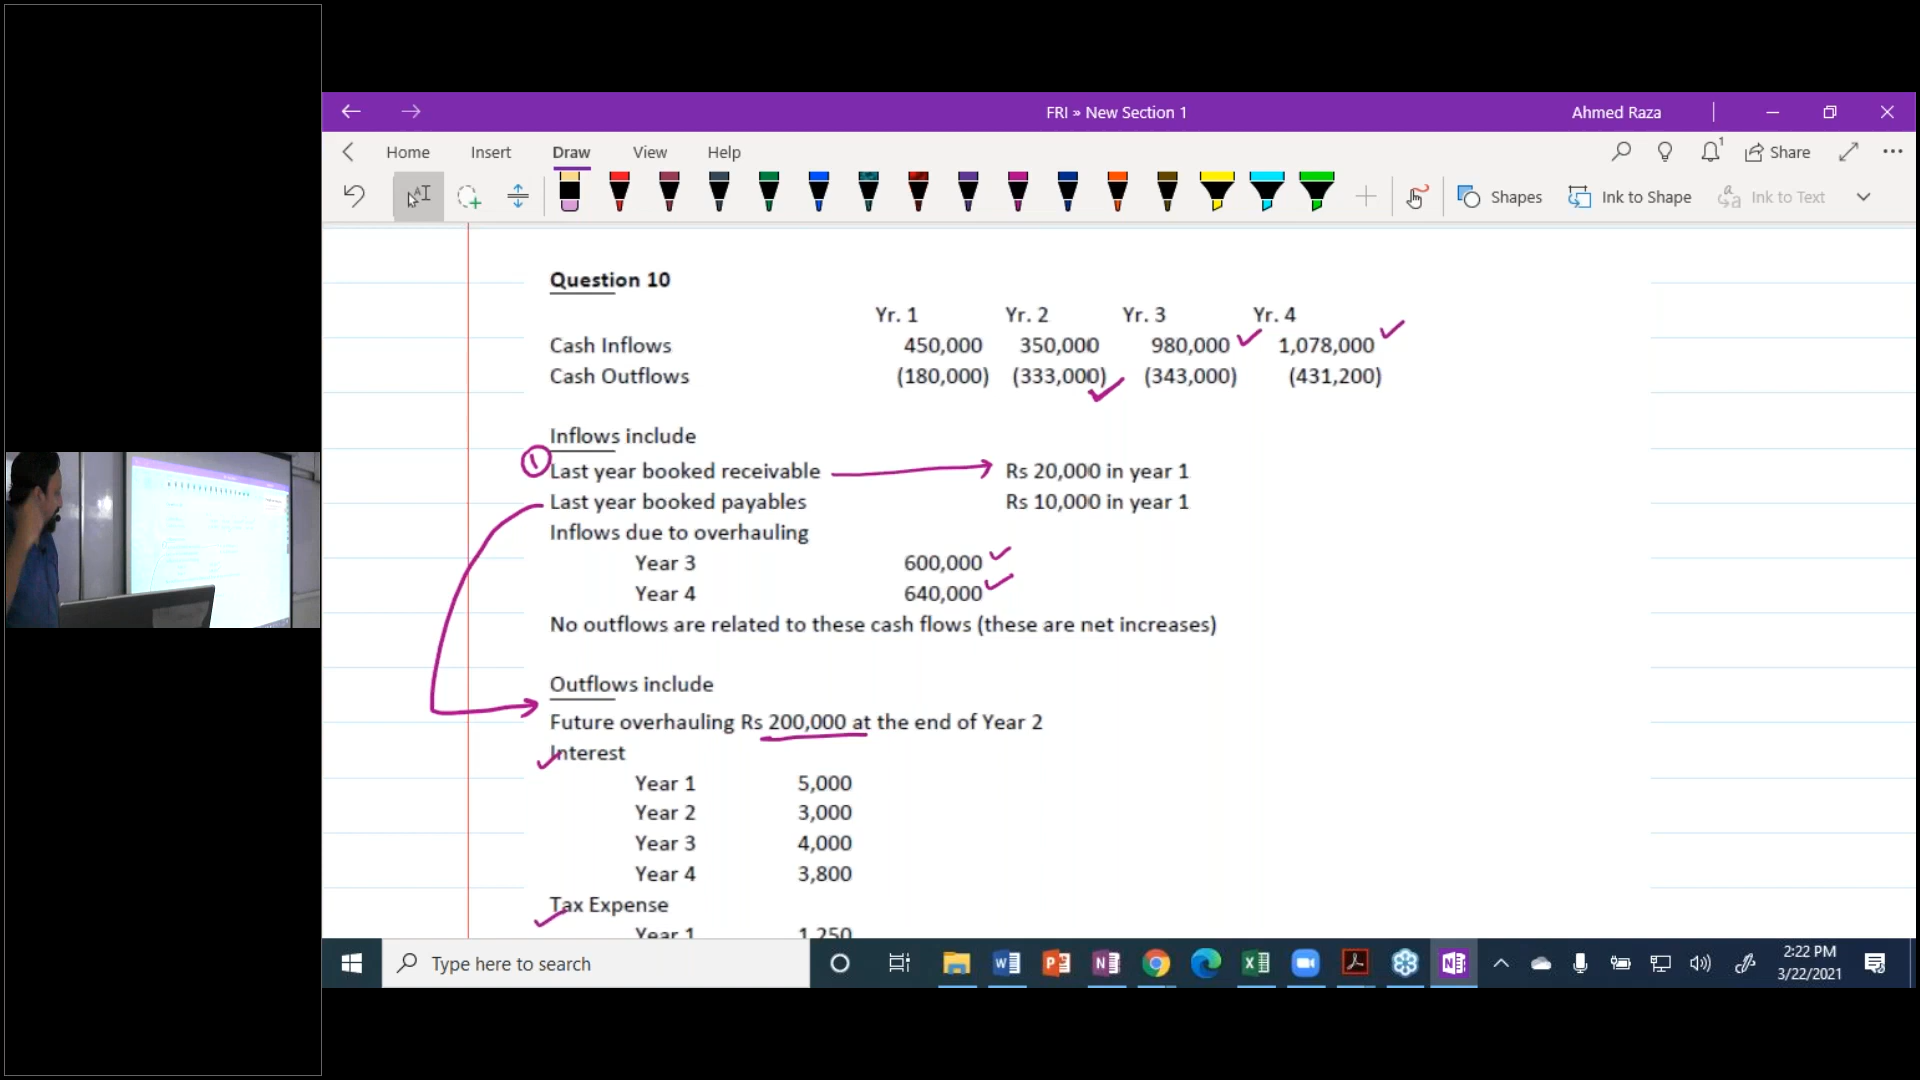 FRI » New Section 1
Ahmed Raza
Home Insert Draw View Help
1
Share
Shapes
Ink to Shape
Ink to Text
Question 10
Yr. 1 Yr. 2 Yr. 3 Yr. 4
Cash Inflows 450,000 350,000 980,000 1,078,000
Cash Outflows (180,000) (333,000) (343,000) (431,200)
Inflows include
1 Last year booked receivable Rs 20,000 in year 1
Last year booked payables Rs 10,000 in year 1
Inflows due to overhauling
Year 3 600,000
Year 4 640,000
No outflows are related to these cash flows (these are net increases)
Outflows include
Future overhauling Rs 200,000 at the end of Year 2
Interest
Year 1 5,000
Year 2 3,000
Year 3 4,000
Year 4 3,800
Tax Expense
Year 1 1,250
Type here to search
2:22 PM
3/22/2021